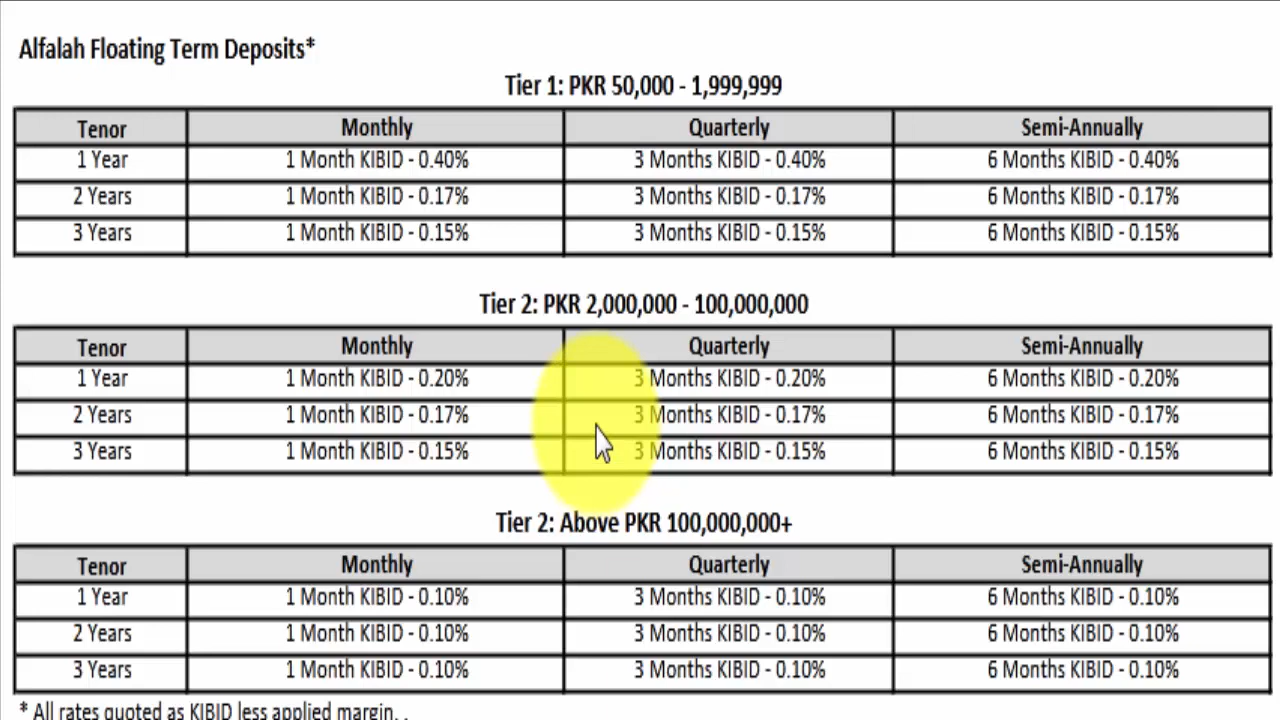 Alfalah Floating Term Deposits*
Tier 1: PKR 50,000 - 1,999,999
Tenor Monthly Quarterly Semi-Annually
1 Year 1 Month KIBID - 0.40% 3 Months KIBID - 0.40% 6 Months KIBID - 0.40%
2 Years 1 Month KIBID - 0.17% 3 Months KIBID - 0.17% 6 Months KIBID - 0.17%
3 Years 1 Month KIBID - 0.15% 3 Months KIBID - 0.15% 6 Months KIBID - 0.15%
Tier 2: PKR 2,000,000 - 100,000,000
Tenor Monthly Quarterly Semi-Annually
1 Year 1 Month KIBID - 0.20% 3 Months KIBID - 0.20% 6 Months KIBID - 0.20%
2 Years 1 Month KIBID - 0.17% 3 Months KIBID - 0.17% 6 Months KIBID - 0.17%
3 Years 1 Month KIBID - 0.15% 3 Months KIBID - 0.15% 6 Months KIBID - 0.15%
Tier 2: Above PKR 100,000,000+
Tenor Monthly Quarterly Semi-Annually
1 Year 1 Month KIBID - 0.10% 3 Months KIBID - 0.10% 6 Months KIBID - 0.10%
2 Years 1 Month KIBID - 0.10% 3 Months KIBID - 0.10% 6 Months KIBID - 0.10%
3 Years 1 Month KIBID - 0.10% 3 Months KIBID - 0.10% 6 Months KIBID - 0.10%
* All rates quoted as KIBID less applied margin. .